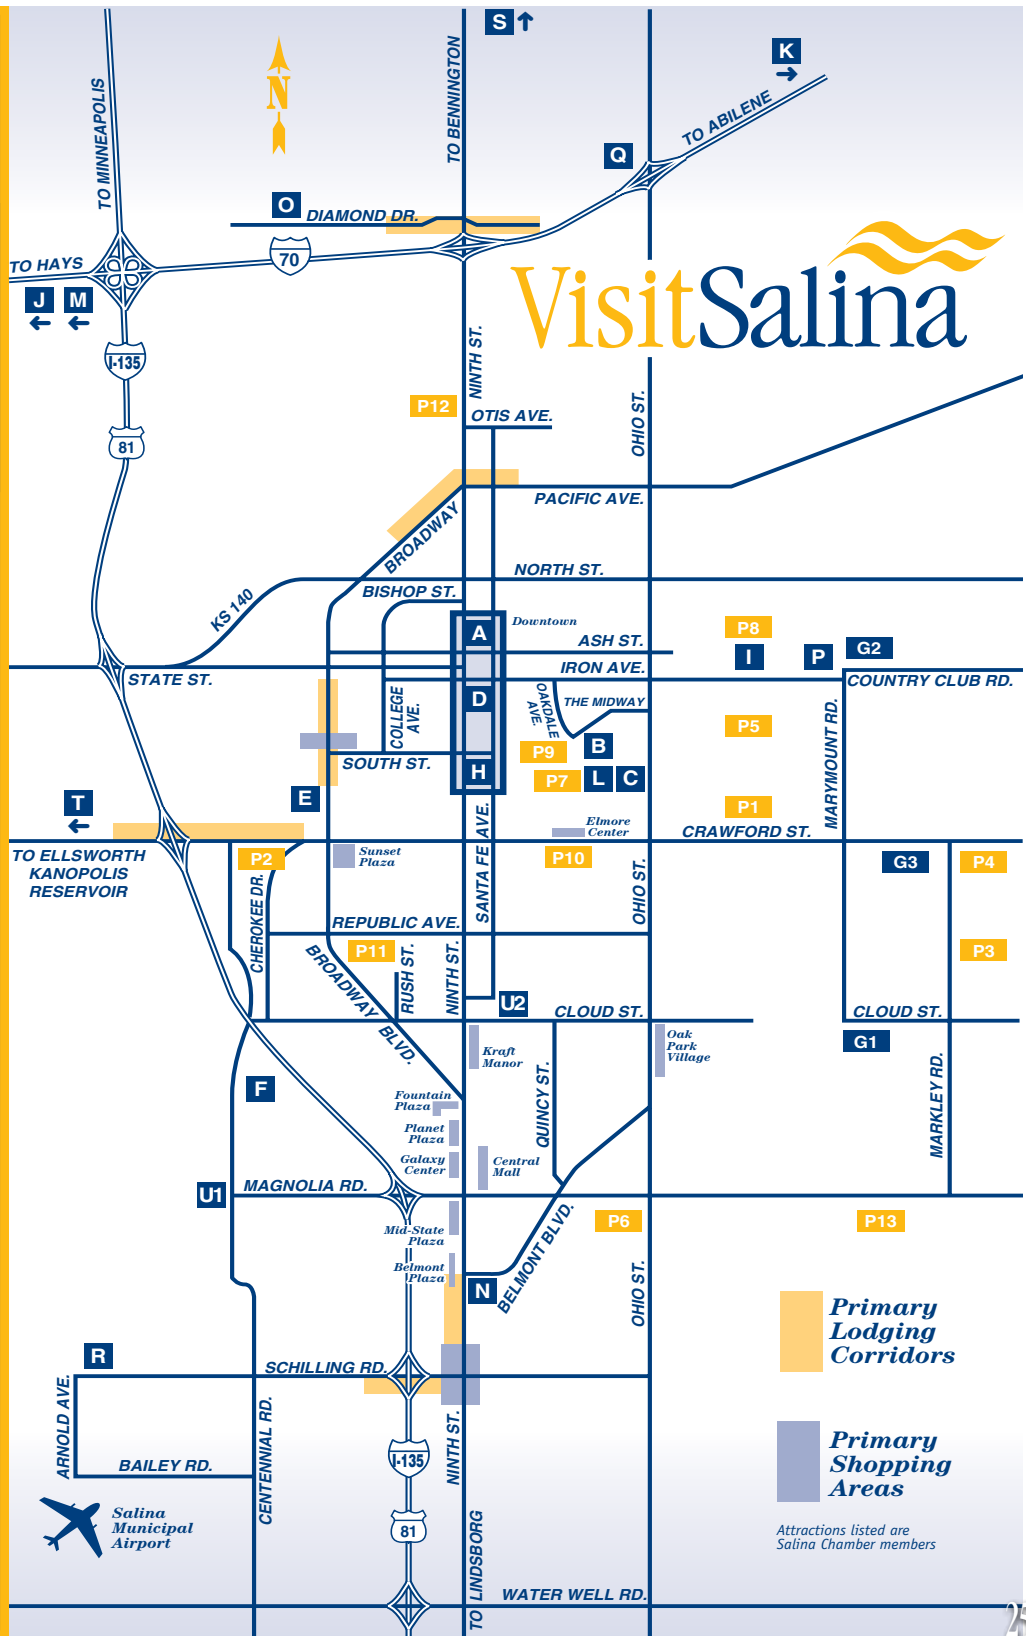 S
K
TO MINNEAPOLIS
TO BENNINGTON
N
TO ABILENE
Q
O
DIAMOND DR.
70
TO HAYS
J
M
VisitSalina
I-135
NINTH ST.
P12
OTIS AVE.
OHIO ST.
81
BROADWAY
PACIFIC AVE.
NORTH ST.
KS 140
BISHOP ST.
A
Downtown
ASH ST.
P8
I
P
G2
IRON AVE.
STATE ST.
COUNTRY CLUB RD.
COLLEGE
AVE.
D
OAKDALE
AVE.
THE MIDWAY
MARYMOUNT RD.
P5
P9
B
SOUTH ST.
H
P7
L
C
E
T
P1
SANTA FE AVE.
Elmore
Center
CRAWFORD ST.
TO ELLSWORTH
KANOPOLIS
RESERVOIR
P2
Sunset
Plaza
P10
G3
P4
CHEROKEE DR.
OHIO ST.
REPUBLIC AVE.
BROADWAY BLVD.
P11
RUSH ST.
NINTH ST.
P3
U2
CLOUD ST.
CLOUD ST.
G1
Kraft
Manor
Oak
Park
Village
F
QUINCY ST.
MARKLEY RD.
Fountain
Plaza
Planet
Plaza
Galaxy
Center
Central
Mall
U1
MAGNOLIA RD.
Mid-State
Plaza
P6
P13
BELMONT BLVD.
Belmont
Plaza
N
OHIO ST.
Primary
Lodging
Corridors
R
SCHILLING RD.
ARNOLD AVE.
CENTENNIAL RD.
NINTH ST.
BAILEY RD.
I-135
Primary
Shopping
Areas
Salina
Municipal
Airport
81
TO LINDSBORG
Attractions listed are
Salina Chamber members
WATER WELL RD.
25